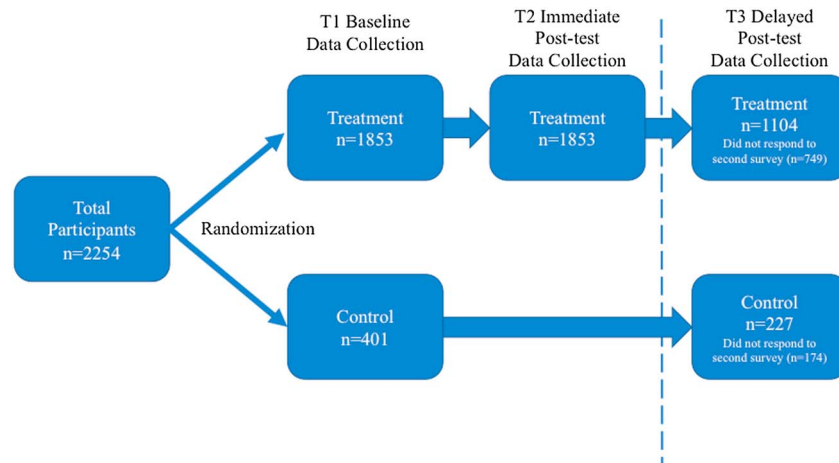 T1 Baseline
Data Collection
T2 Immediate
Post-test
Data Collection
T3 Delayed
Post-test
Data Collection
Treatment
n=1853
Treatment
n=1853
Treatment
n=1104
Did not respond to
second survey (n=749)
Total
Participants
n=2254
Randomization
Control
n=401
Control
n=227
Did not respond to
second survey (n=174)